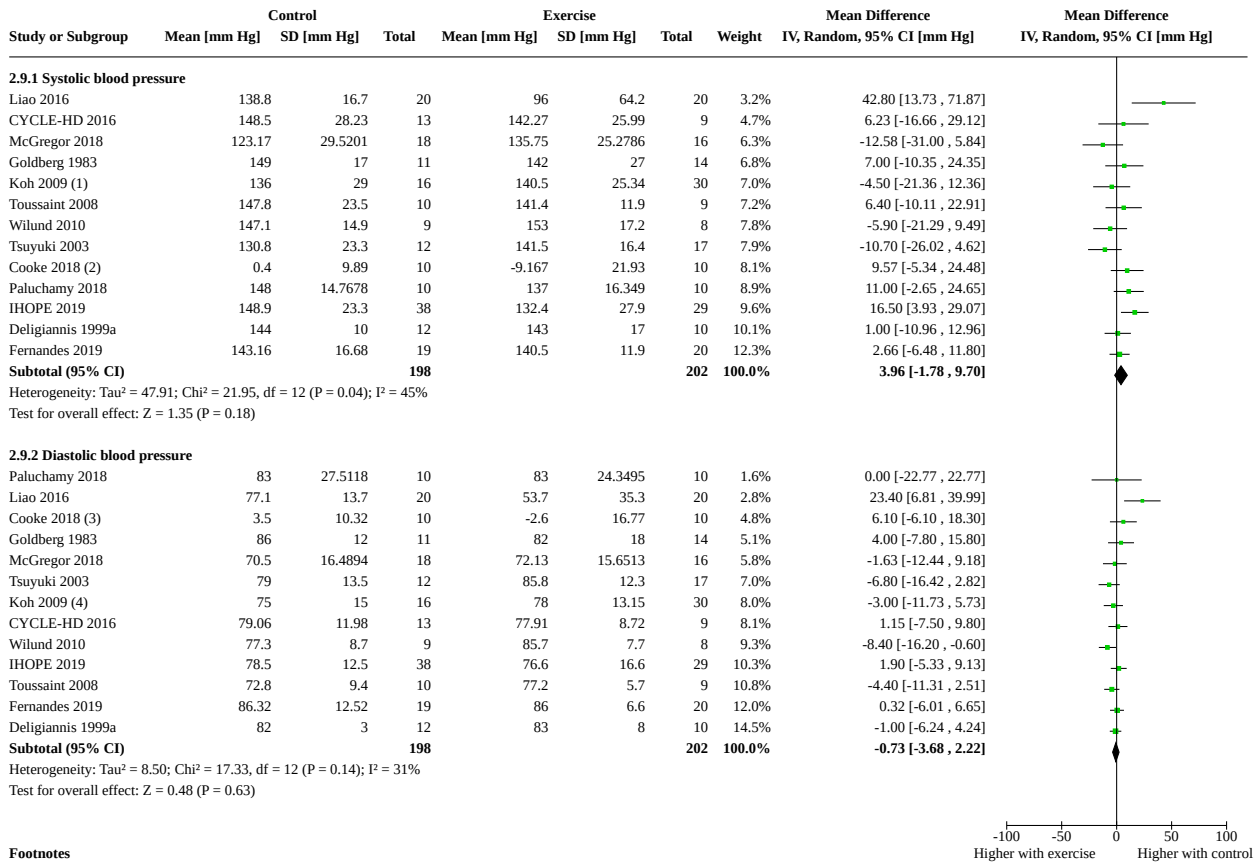 Control Exercise Mean Difference Mean Difference
Study or Subgroup Mean [mm Hg] SD [mm Hg] Total Mean [mm Hg] SD [mm Hg] Total Weight IV, Random, 95% CI [mm Hg] IV, Random, 95% CI [mm Hg]
2.9.1 Systolic blood pressure
Liao 2016 138.8 16.7 20 96 64.2 20 3.2% 42.80 [13.73 , 71.87]
CYCLE-HD 2016 148.5 28.23 13 142.27 25.99 9 4.7% 6.23 [-16.66 , 29.12]
McGregor 2018 123.17 29.5201 18 135.75 25.2786 16 6.3% -12.58 [-31.00 , 5.84]
Goldberg 1983 149 17 11 142 27 14 6.8% 7.00 [-10.35 , 24.35]
Koh 2009 (1) 136 29 16 140.5 25.34 30 7.0% -4.50 [-21.36 , 12.36]
Toussaint 2008 147.8 23.5 10 141.4 11.9 9 7.2% 6.40 [-10.11 , 22.91]
Wilund 2010 147.1 14.9 9 153 17.2 8 7.8% -5.90 [-21.29 , 9.49]
Tsuyuki 2003 130.8 23.3 12 141.5 16.4 17 7.9% -10.70 [-26.02 , 4.62]
Cooke 2018 (2) 0.4 9.89 10 -9.167 21.93 10 8.1% 9.57 [-5.34 , 24.48]
Paluchamy 2018 148 14.7678 10 137 16.349 10 8.9% 11.00 [-2.65 , 24.65]
IHOPE 2019 148.9 23.3 38 132.4 27.9 29 9.6% 16.50 [3.93 , 29.07]
Deligiannis 1999a 144 10 12 143 17 10 10.1% 1.00 [-10.96 , 12.96]
Fernandes 2019 143.16 16.68 19 140.5 11.9 20 12.3% 2.66 [-6.48 , 11.80]
Subtotal (95% CI) 198 202 100.0% 3.96 [-1.78 , 9.70]
Heterogeneity: Tau² = 47.91; Chi² = 21.95, df = 12 (P = 0.04); I² = 45%
Test for overall effect: Z = 1.35 (P = 0.18)
2.9.2 Diastolic blood pressure
Paluchamy 2018 83 27.5118 10 83 24.3495 10 1.6% 0.00 [-22.77 , 22.77]
Liao 2016 77.1 13.7 20 53.7 35.3 20 2.8% 23.40 [6.81 , 39.99]
Cooke 2018 (3) 3.5 10.32 10 -2.6 16.77 10 4.8% 6.10 [-6.10 , 18.30]
Goldberg 1983 86 12 11 82 18 14 5.1% 4.00 [-7.80 , 15.80]
McGregor 2018 70.5 16.4894 18 72.13 15.6513 16 5.8% -1.63 [-12.44 , 9.18]
Tsuyuki 2003 79 13.5 12 85.8 12.3 17 7.0% -6.80 [-16.42 , 2.82]
Koh 2009 (4) 75 15 16 78 13.15 30 8.0% -3.00 [-11.73 , 5.73]
CYCLE-HD 2016 79.06 11.98 13 77.91 8.72 9 8.1% 1.15 [-7.50 , 9.80]
Wilund 2010 77.3 8.7 9 85.7 7.7 8 9.3% -8.40 [-16.20 , -0.60]
IHOPE 2019 78.5 12.5 38 76.6 16.6 29 10.3% 1.90 [-5.33 , 9.13]
Toussaint 2008 72.8 9.4 10 77.2 5.7 9 10.8% -4.40 [-11.31 , 2.51]
Fernandes 2019 86.32 12.52 19 86 6.6 20 12.0% 0.32 [-6.01 , 6.65]
Deligiannis 1999a 82 3 12 83 8 10 14.5% -1.00 [-6.24 , 4.24]
Subtotal (95% CI) 198 202 100.0% -0.73 [-3.68 , 2.22]
Heterogeneity: Tau² = 8.50; Chi² = 17.33, df = 12 (P = 0.14); I² = 31%
Test for overall effect: Z = 0.48 (P = 0.63)
-100 -50 0 50 100
Footnotes Higher with exercise Higher with control